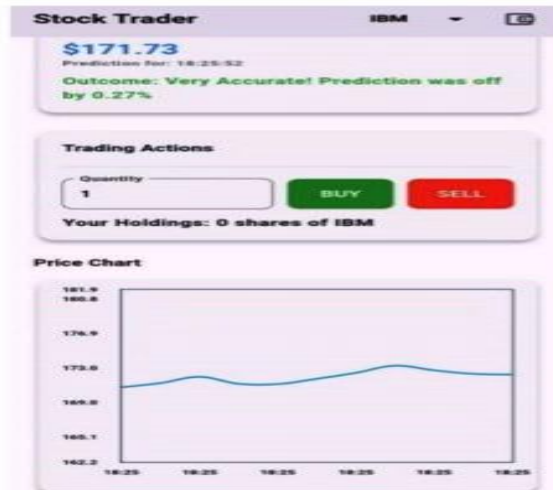 Stock Trader
IBM
$171.73
Prediction for: 18:25:52
Outcome: Very Accurate! Prediction was off
by 0.27%
Trading Actions
Quantity
1
BUY
SELL
Your Holdings: 0 shares of IBM
Price Chart
181.9
180.8
176.9
173.0
169.0
165.1
162.2
18:25 18:25 18:25 18:25 18:25 18:25